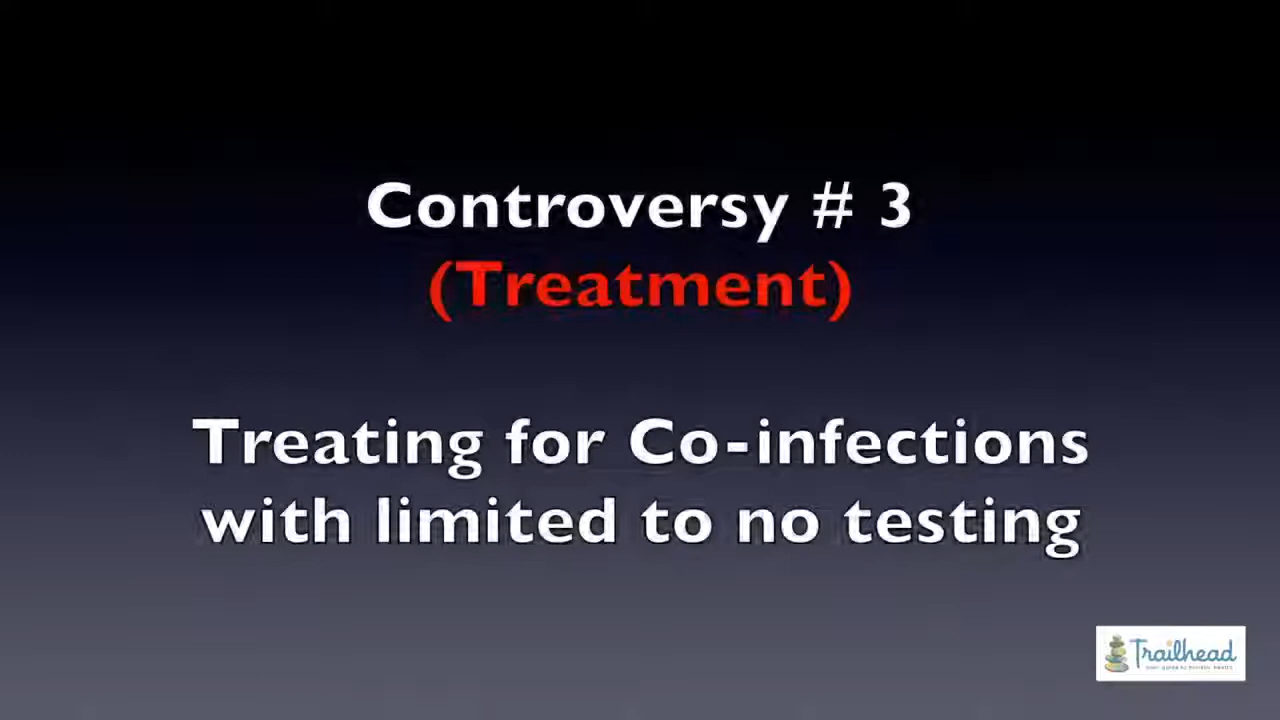 Controversy # 3
(Treatment)
Treating for Co-infections
with limited to no testing
Trailhead